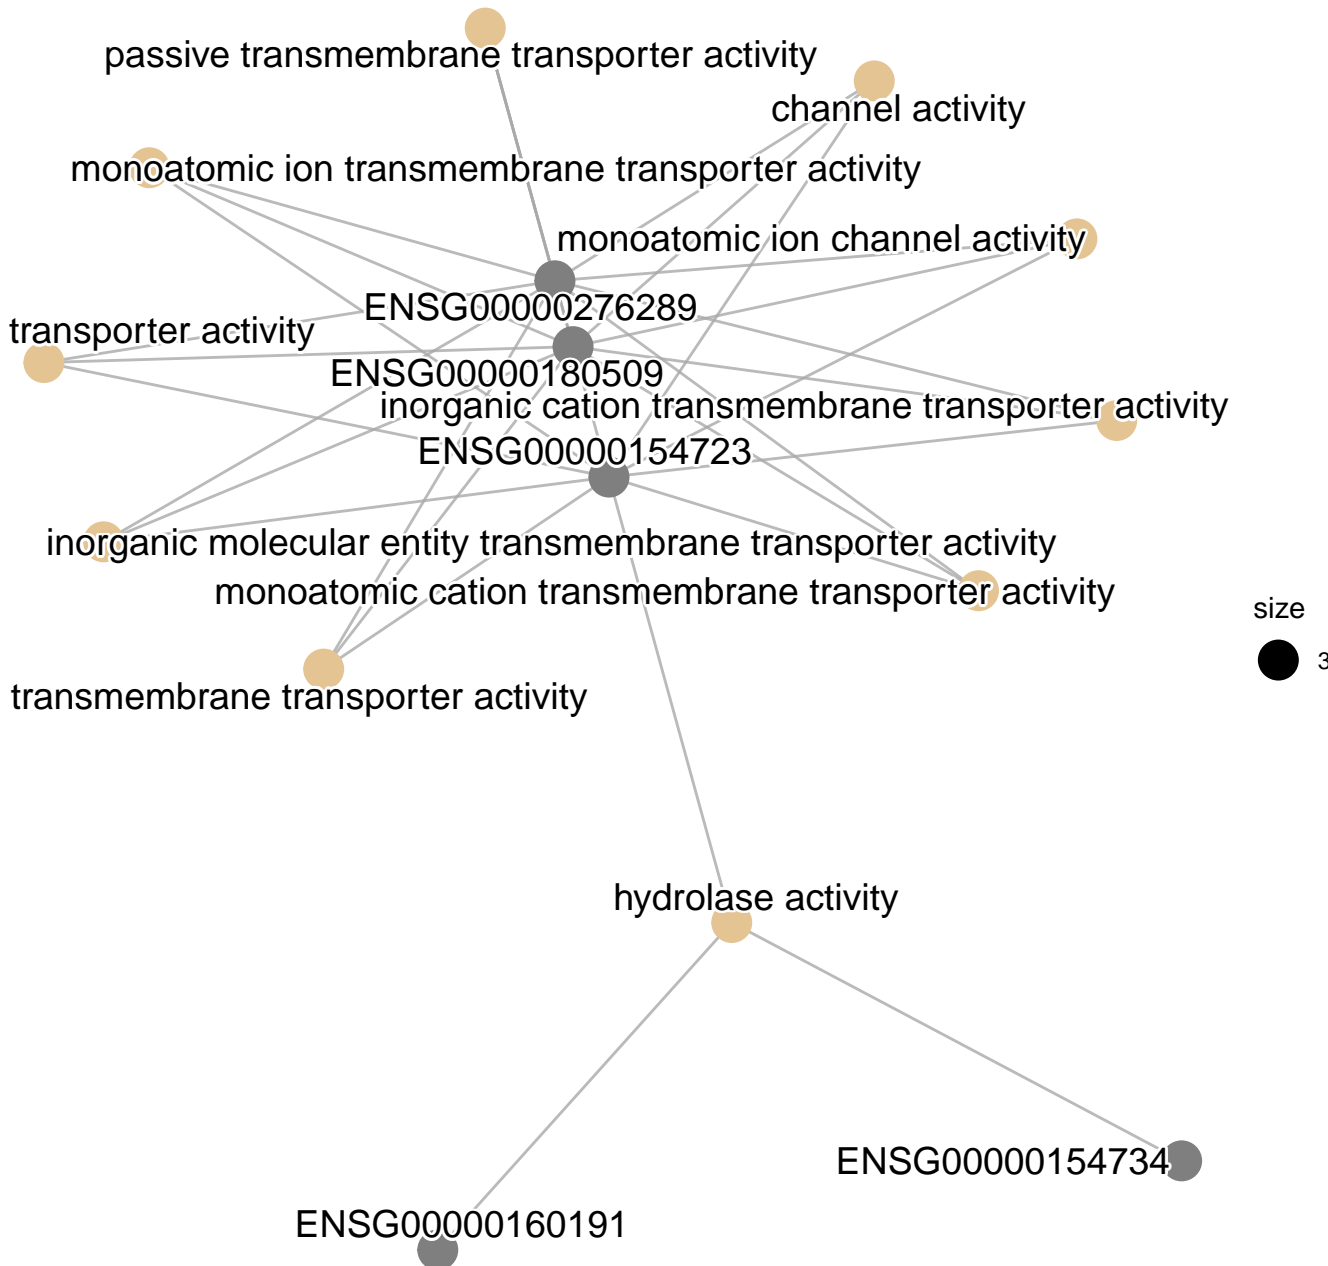 passive transmembrane transporter activity
channel activity
monoatomic ion transmembrane transporter activity
monoatomic ion channel activity
ENSG00000276289
transporter activity
ENSG00000180509
inorganic cation transmembrane transporter activity
ENSG00000154723
inorganic molecular entity transmembrane transporter activity
monoatomic cation transmembrane transporter activity
size
3
transmembrane transporter activity
hydrolase activity
ENSG00000154734
ENSG00000160191